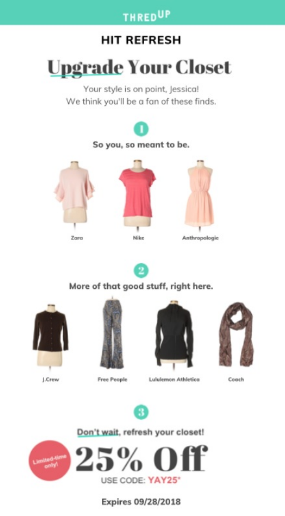 THREDUP
HIT REFRESH
Upgrade Your Closet
Your style is on point, Jessica!
We think you'll be a fan of these finds.
1
So you, so meant to be.
Zara Nike Anthropologie
2
More of that good stuff, right here.
J.Crew Free People Lululemon Athletica Coach
3
Don't wait, refresh your closet!
Limited-time
only!
25% Off
USE CODE: YAY25*
Expires 09/28/2018